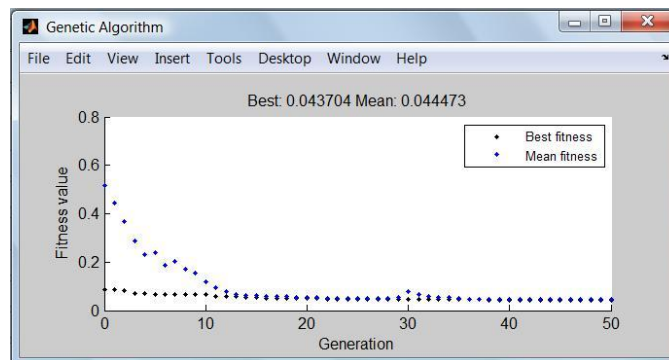 Genetic Algorithm
File Edit View Insert Tools Desktop Window Help
Best: 0.043704 Mean: 0.044473
0.8
0.6
0.4
0.2
0
Fitness value
Best fitness
Mean fitness
0 10 20 30 40 50
Generation